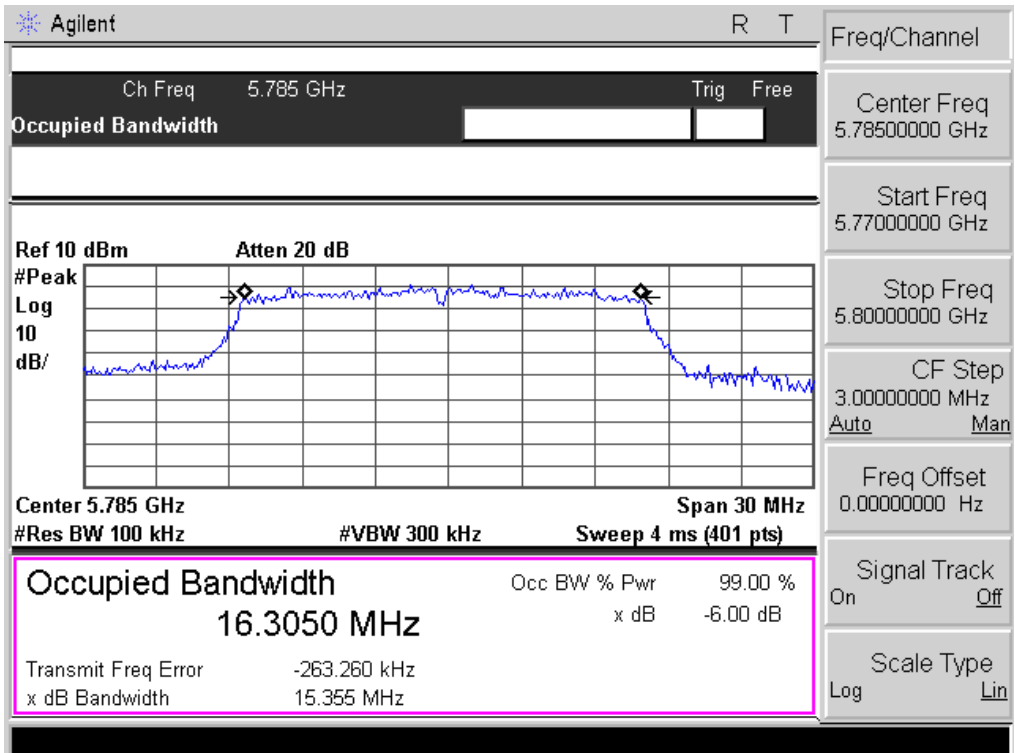 Agilent
R T
Ch Freq 5.785 GHz Trig Free
Occupied Bandwidth
Ref 10 dBm Atten 20 dB
#Peak
Log
10
dB/
Center 5.785 GHz Span 30 MHz
#Res BW 100 kHz #VBW 300 kHz Sweep 4 ms (401 pts)
Occupied Bandwidth
16.3050 MHz
Occ BW % Pwr 99.00 %
x dB -6.00 dB
Transmit Freq Error -263.260 kHz
x dB Bandwidth 15.355 MHz
Freq/Channel
Center Freq
5.78500000 GHz
Start Freq
5.77000000 GHz
Stop Freq
5.80000000 GHz
CF Step
3.00000000 MHz
Auto Man
Freq Offset
0.00000000 Hz
Signal Track
On Off
Scale Type
Log Lin